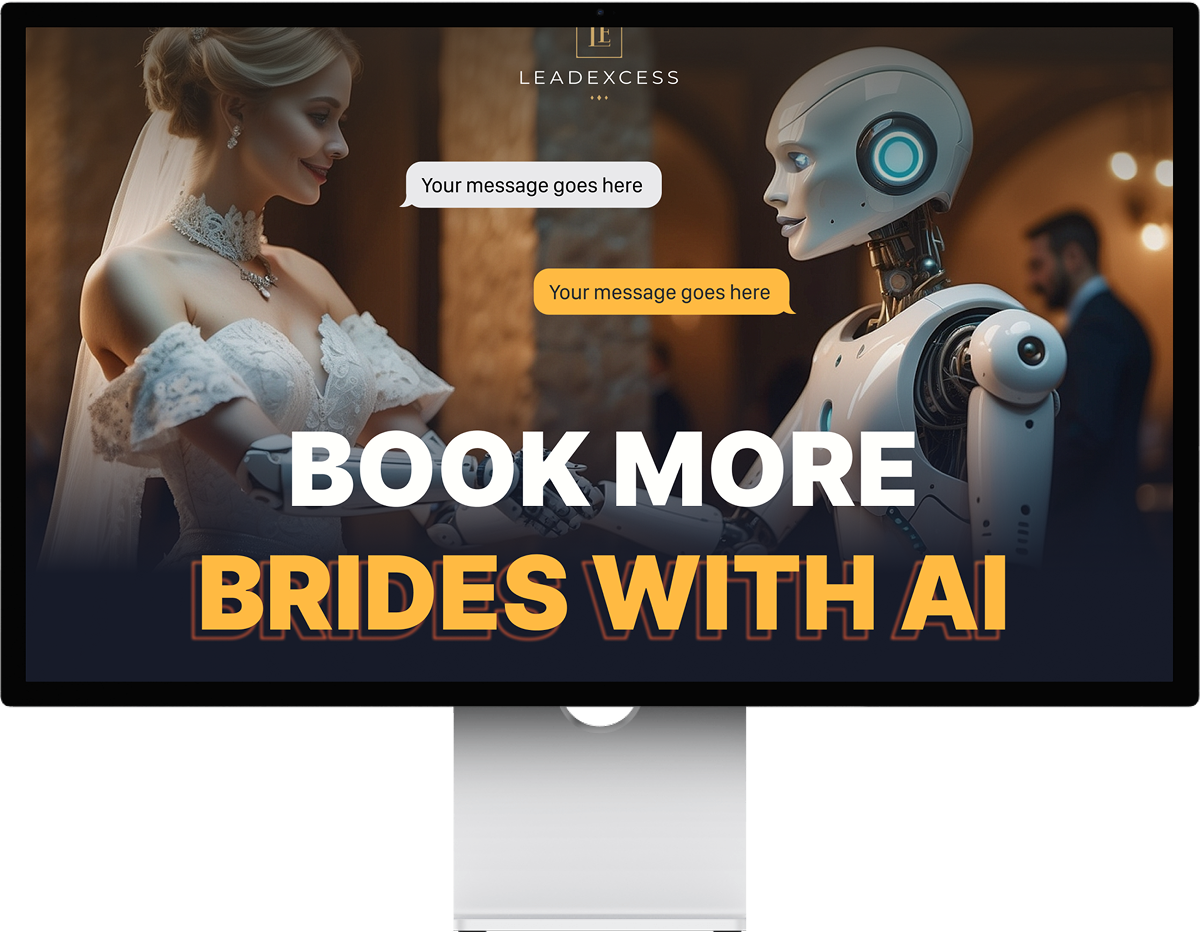 LE
LEADEXCESS
Your message goes here
Your message goes here
BOOK MORE
BRIDES WITH AI